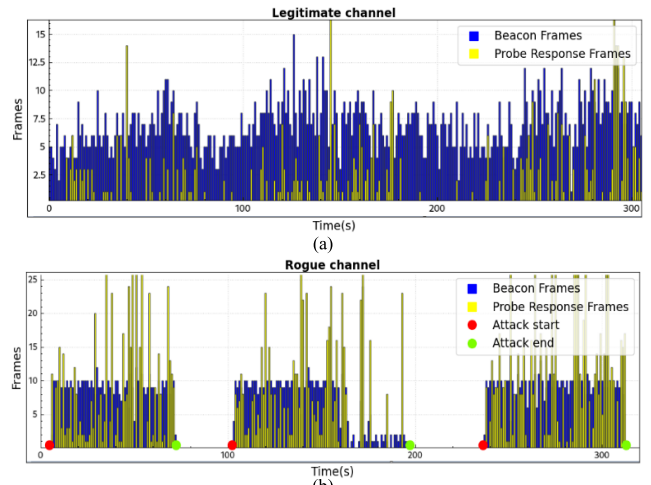 Legitimate channel
Beacon Frames
Probe Response Frames
15
12.5
10
7.5
5
2.5
Frames
0
100
200
300
Time(s)
(a)
Rogue channel
Beacon Frames
Probe Response Frames
Attack start
Attack end
25
20
15
10
5
Frames
0
100
200
300
Time(s)
(b)